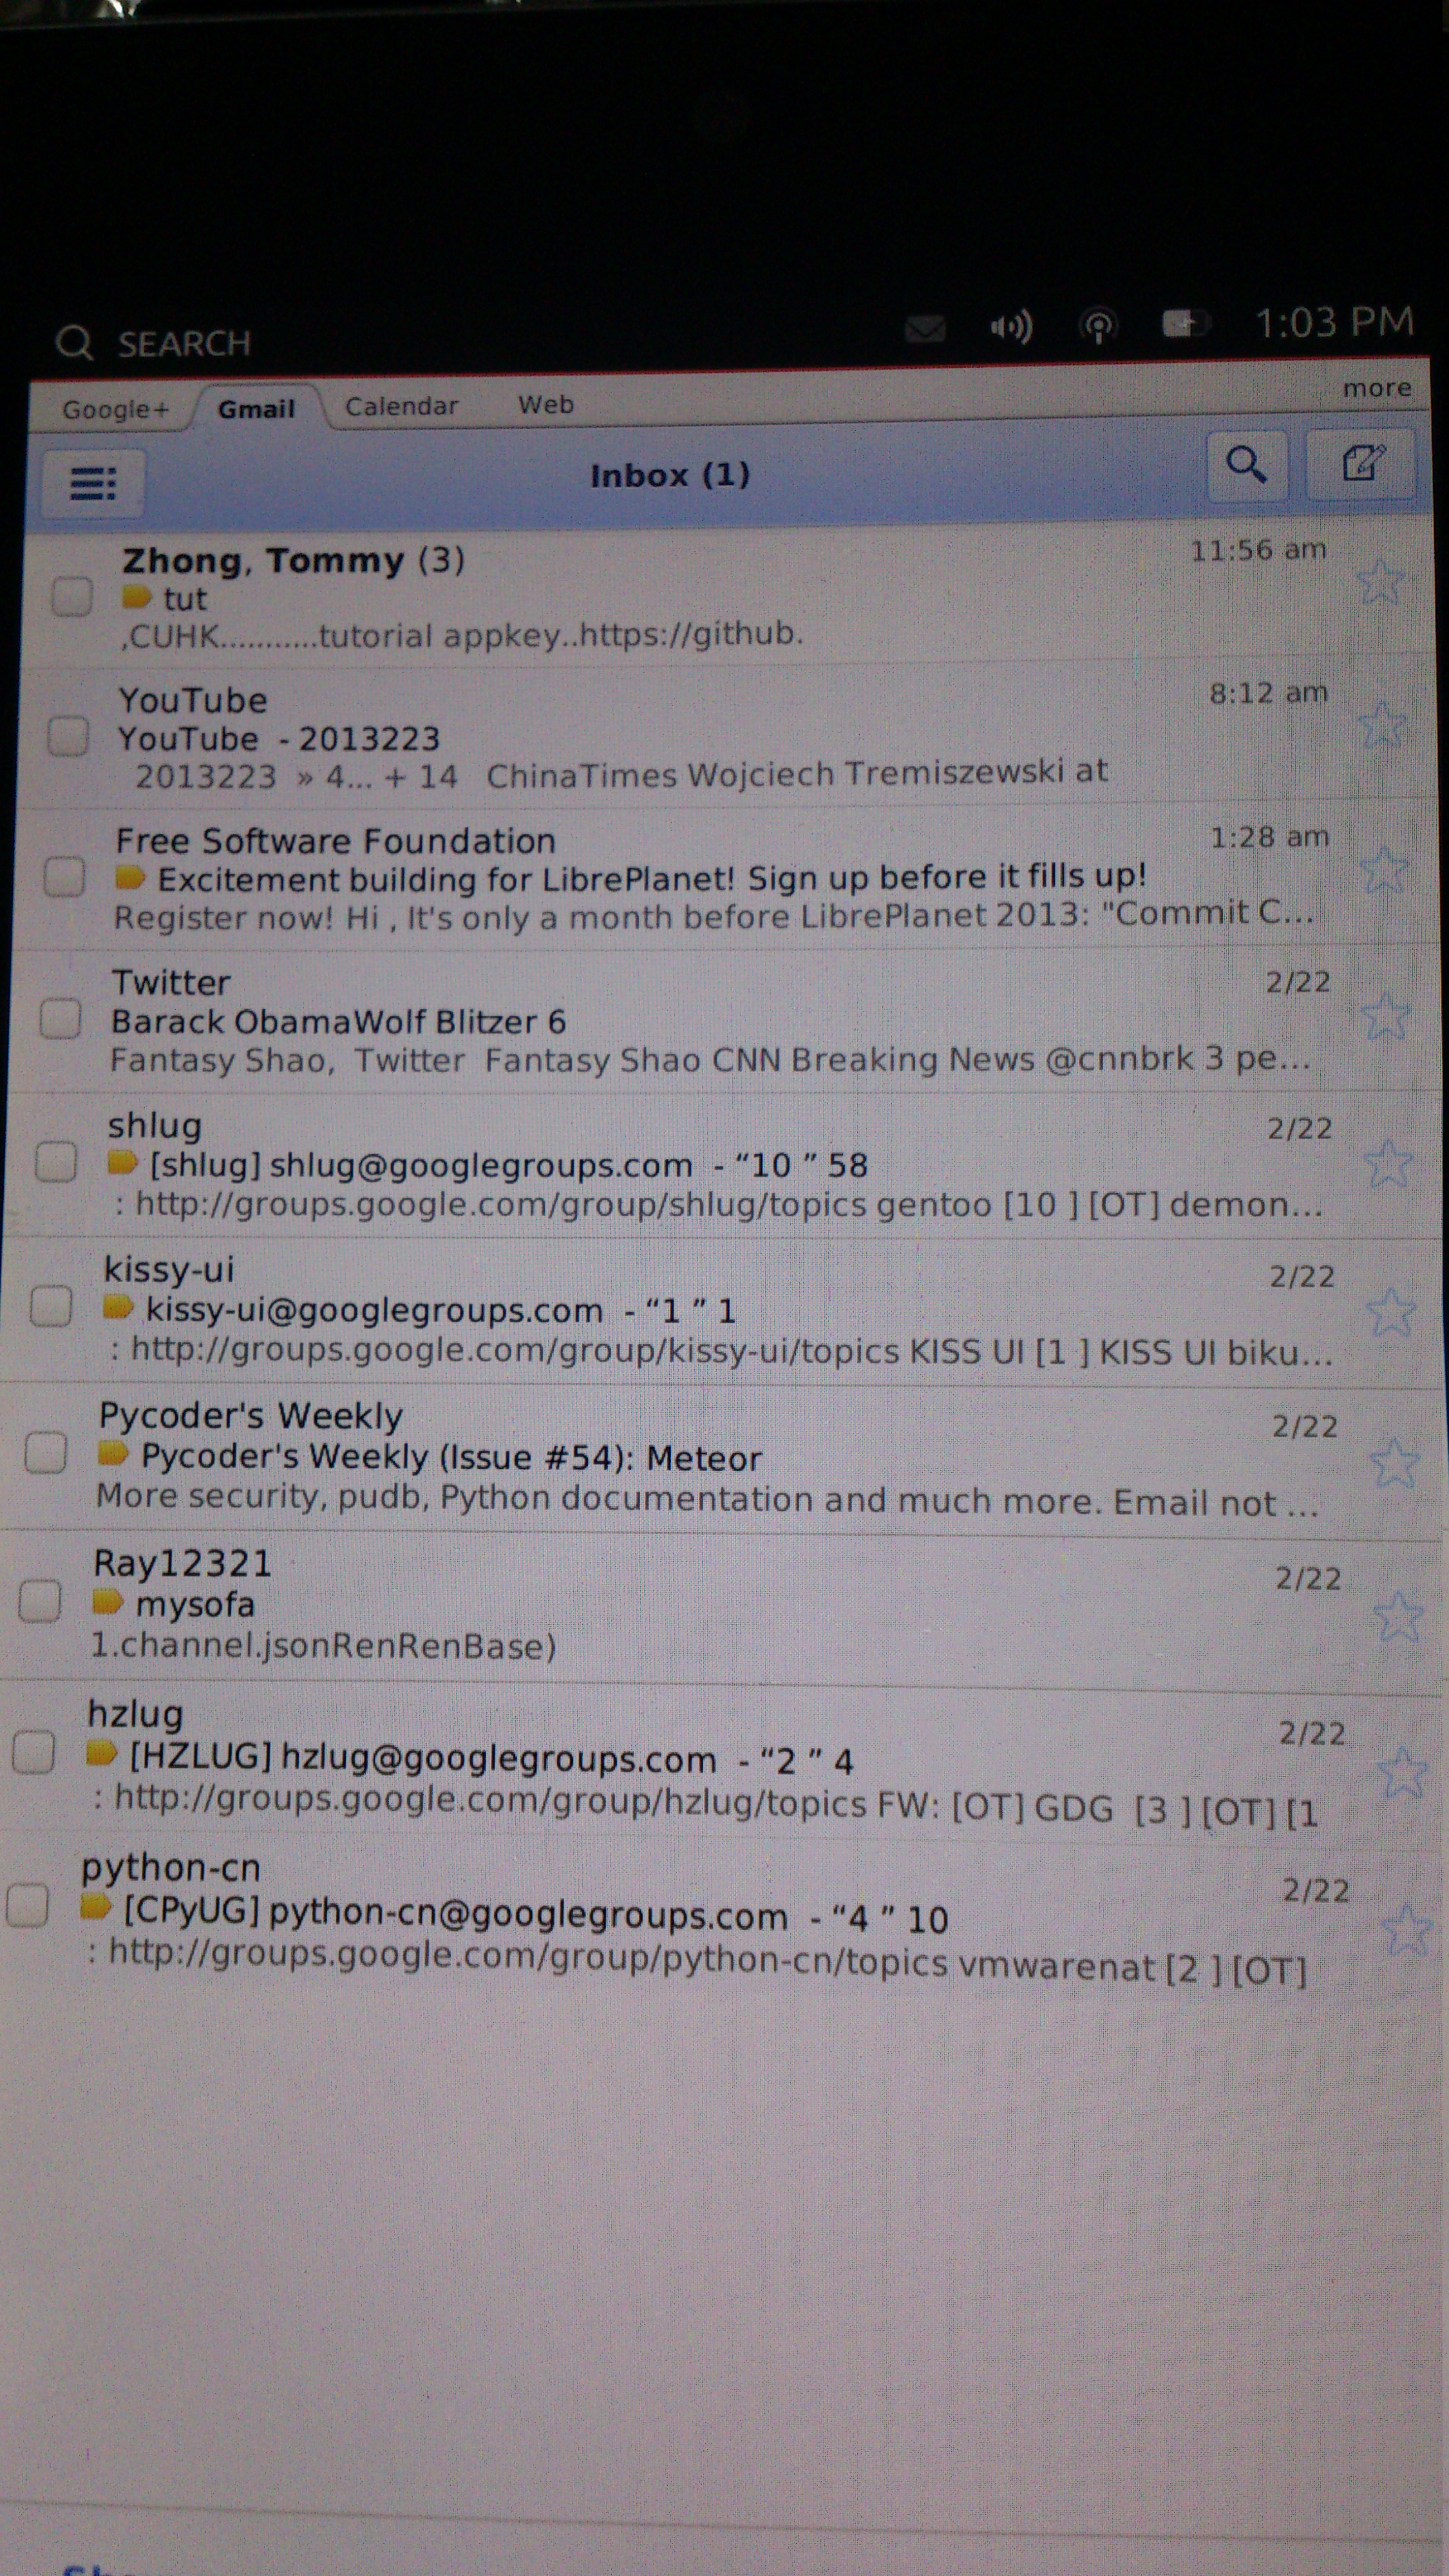 SEARCH 1:03 PM
Google+ Gmail Calendar Web more
Inbox (1)
Zhong, Tommy (3) 11:56 am
tut
,CUHK...........tutorial appkey..https://github.
YouTube 8:12 am
YouTube - 2013223
2013223 » 4... + 14 ChinaTimes Wojciech Tremiszewski at
Free Software Foundation 1:28 am
Excitement building for LibrePlanet! Sign up before it fills up!
Register now! Hi , It's only a month before LibrePlanet 2013: "Commit C...
Twitter 2/22
Barack ObamaWolf Blitzer 6
Fantasy Shao, Twitter Fantasy Shao CNN Breaking News @cnnbrk 3 pe...
shlug 2/22
[shlug] shlug@googlegroups.com - “10 ” 58
: http://groups.google.com/group/shlug/topics gentoo [10 ] [OT] demon...
kissy-ui 2/22
kissy-ui@googlegroups.com - “1 ” 1
: http://groups.google.com/group/kissy-ui/topics KISS UI [1 ] KISS UI biku...
Pycoder's Weekly 2/22
Pycoder's Weekly (Issue #54): Meteor
More security, pudb, Python documentation and much more. Email not ...
Ray12321 2/22
mysofa
1.channel.jsonRenRenBase)
hzlug 2/22
[HZLUG] hzlug@googlegroups.com - “2 ” 4
: http://groups.google.com/group/hzlug/topics FW: [OT] GDG [3 ] [OT] [1
python-cn 2/22
[CPyUG] python-cn@googlegroups.com - “4 ” 10
: http://groups.google.com/group/python-cn/topics vmwarenat [2 ] [OT]